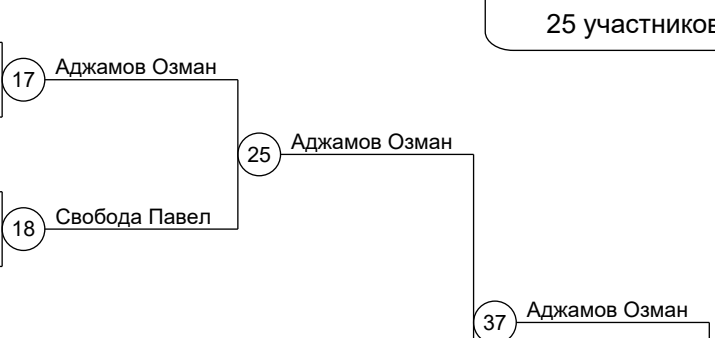 25 участников
17 Аджамов Озман
25 Аджамов Озман
18 Свобода Павел
37 Аджамов Озман